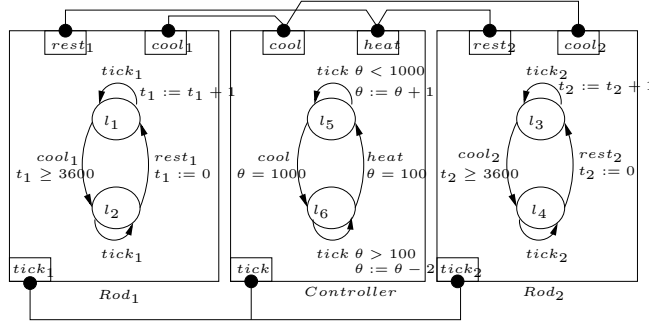 rest₁ cool₁ cool heat rest₂ cool₂
tick₁ tick θ < 1000 tick₂
t₁ := t₁ + 1 θ := θ + 1 t₂ := t₂ + 1
l₁ l₅ l₃
cool₁ rest₁ cool heat cool₂ rest₂
t₁ ≥ 3600 t₁ := 0 θ = 1000 θ = 100 t₂ ≥ 3600 t₂ := 0
l₂ l₆ l₄
tick₁ tick θ > 100 tick₂
tick₁ tick θ := θ − 2 tick₂
Rod₁ Controller Rod₂